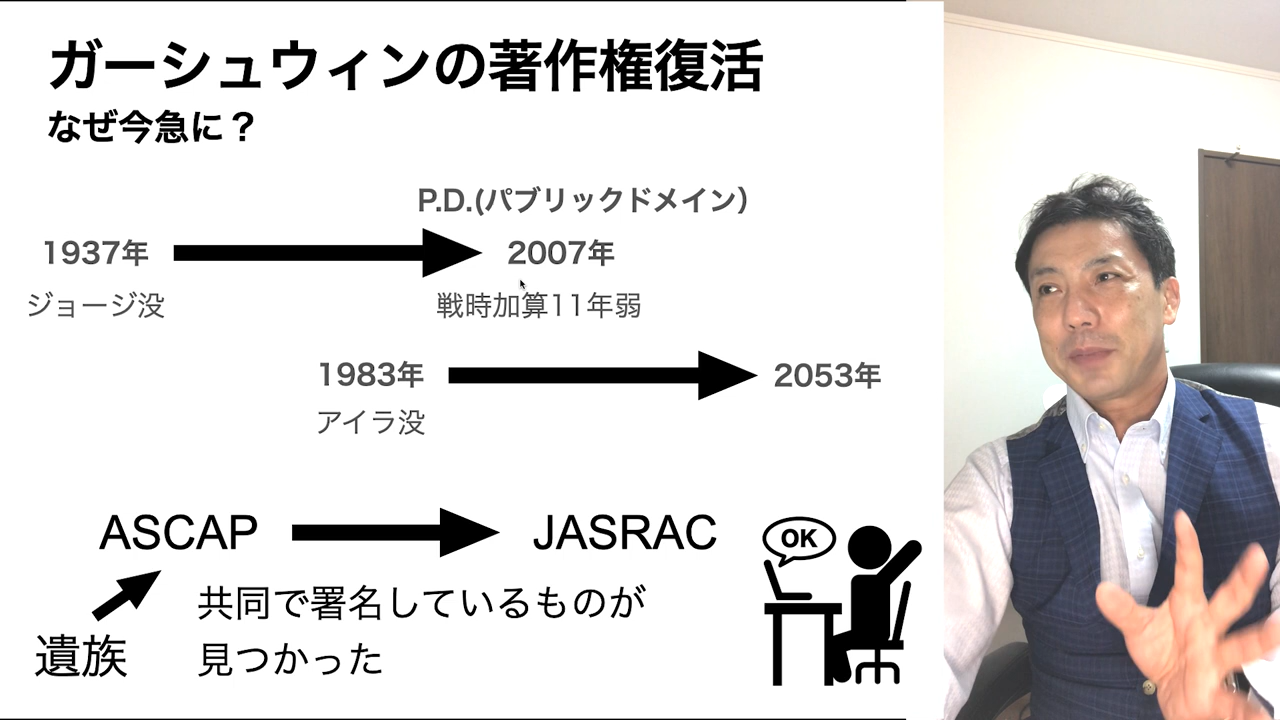 ガーシュウィンの著作権復活
なぜ今急に？
P.D.(パブリックドメイン）
1937年
2007年
ジョージ没
戦時加算11年弱
1983年
2053年
アイラ没
ASCAP
JASRAC
OK
遺族
共同で署名しているものが
見つかった